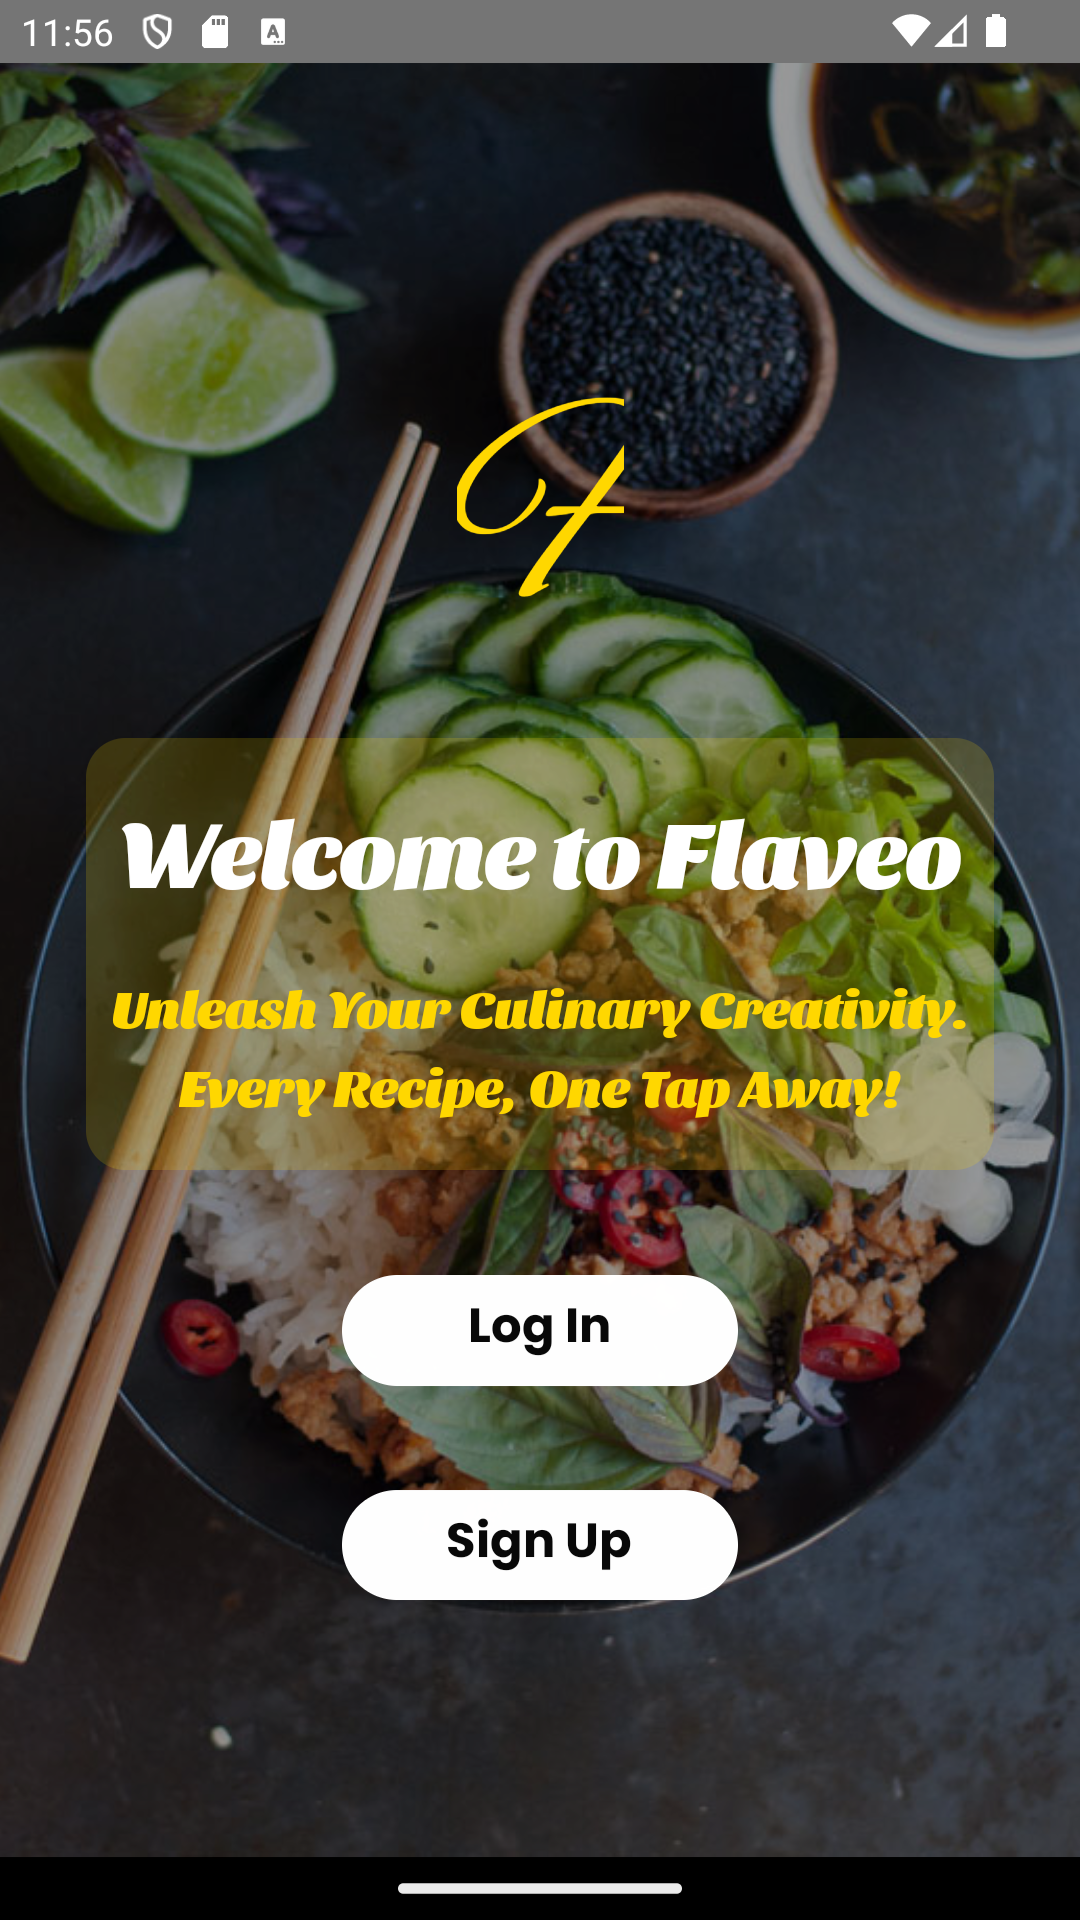 11:56
F
Welcome to Flaveo
Unleash Your Culinary Creativity.
Every Recipe, One Tap Away!
Log In
Sign Up